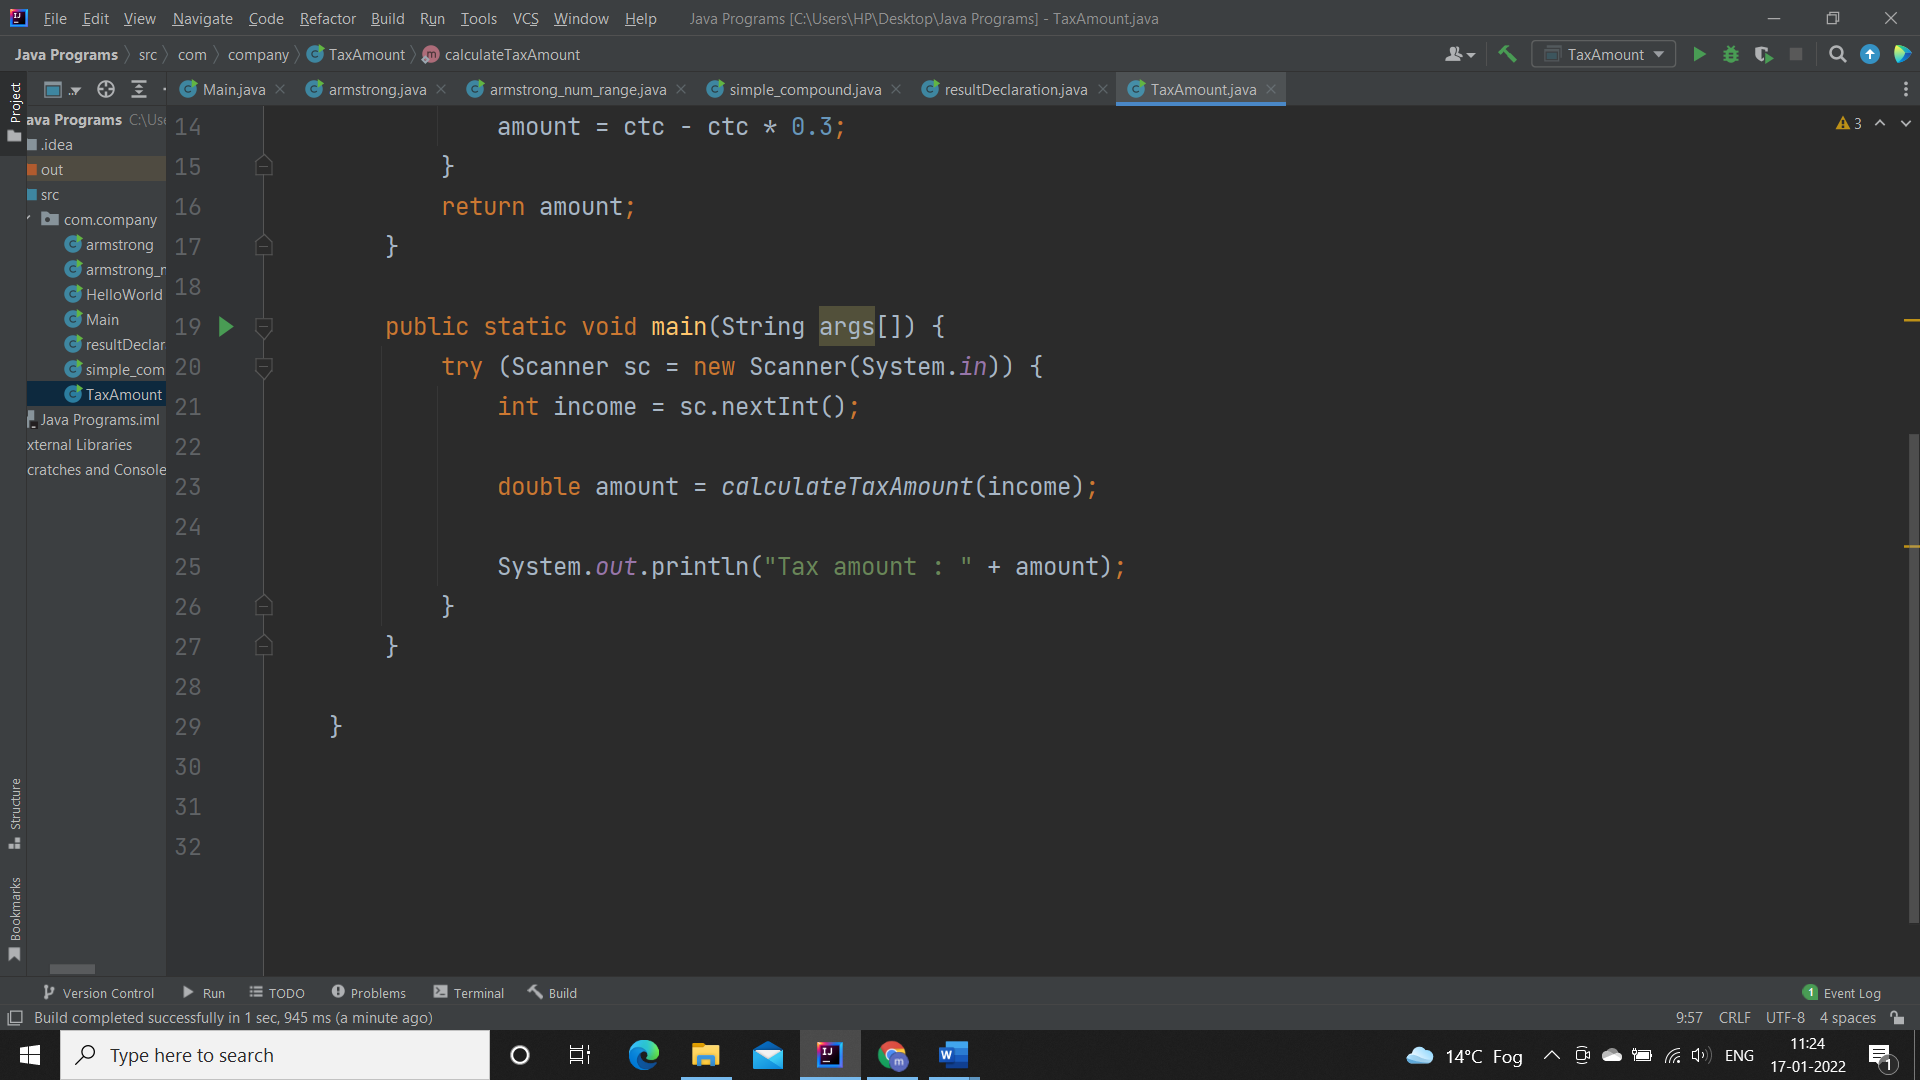 File Edit View Navigate Code Refactor Build Run Tools VCS Window Help Java Programs [C:\Users\HP\Desktop\Java Programs] - TaxAmount.java
Java Programs src com company TaxAmount m calculateTaxAmount TaxAmount
Main.java armstrong.java armstrong_num_range.java simple_compound.java resultDeclaration.java TaxAmount.java
Project
ava Programs C:\Use
.idea
out
src
com.company
armstrong
armstrong_n
HelloWorld
Main
resultDeclar
simple_com
TaxAmount
Java Programs.iml
xternal Libraries
cratches and Console
Structure
Bookmarks
3
14 amount = ctc - ctc * 0.3;
15 }
16 return amount;
17 }
18
19 public static void main(String args[]) {
20 try (Scanner sc = new Scanner(System.in)) {
21 int income = sc.nextInt();
22
23 double amount = calculateTaxAmount(income);
24
25 System.out.println("Tax amount : " + amount);
26 }
27 }
28
29 }
30
31
32
Version Control Run TODO Problems Terminal Build 1 Event Log
Build completed successfully in 1 sec, 945 ms (a minute ago) 9:57 CRLF UTF-8 4 spaces
Type here to search 14°C Fog ENG 11:24
17-01-2022 1